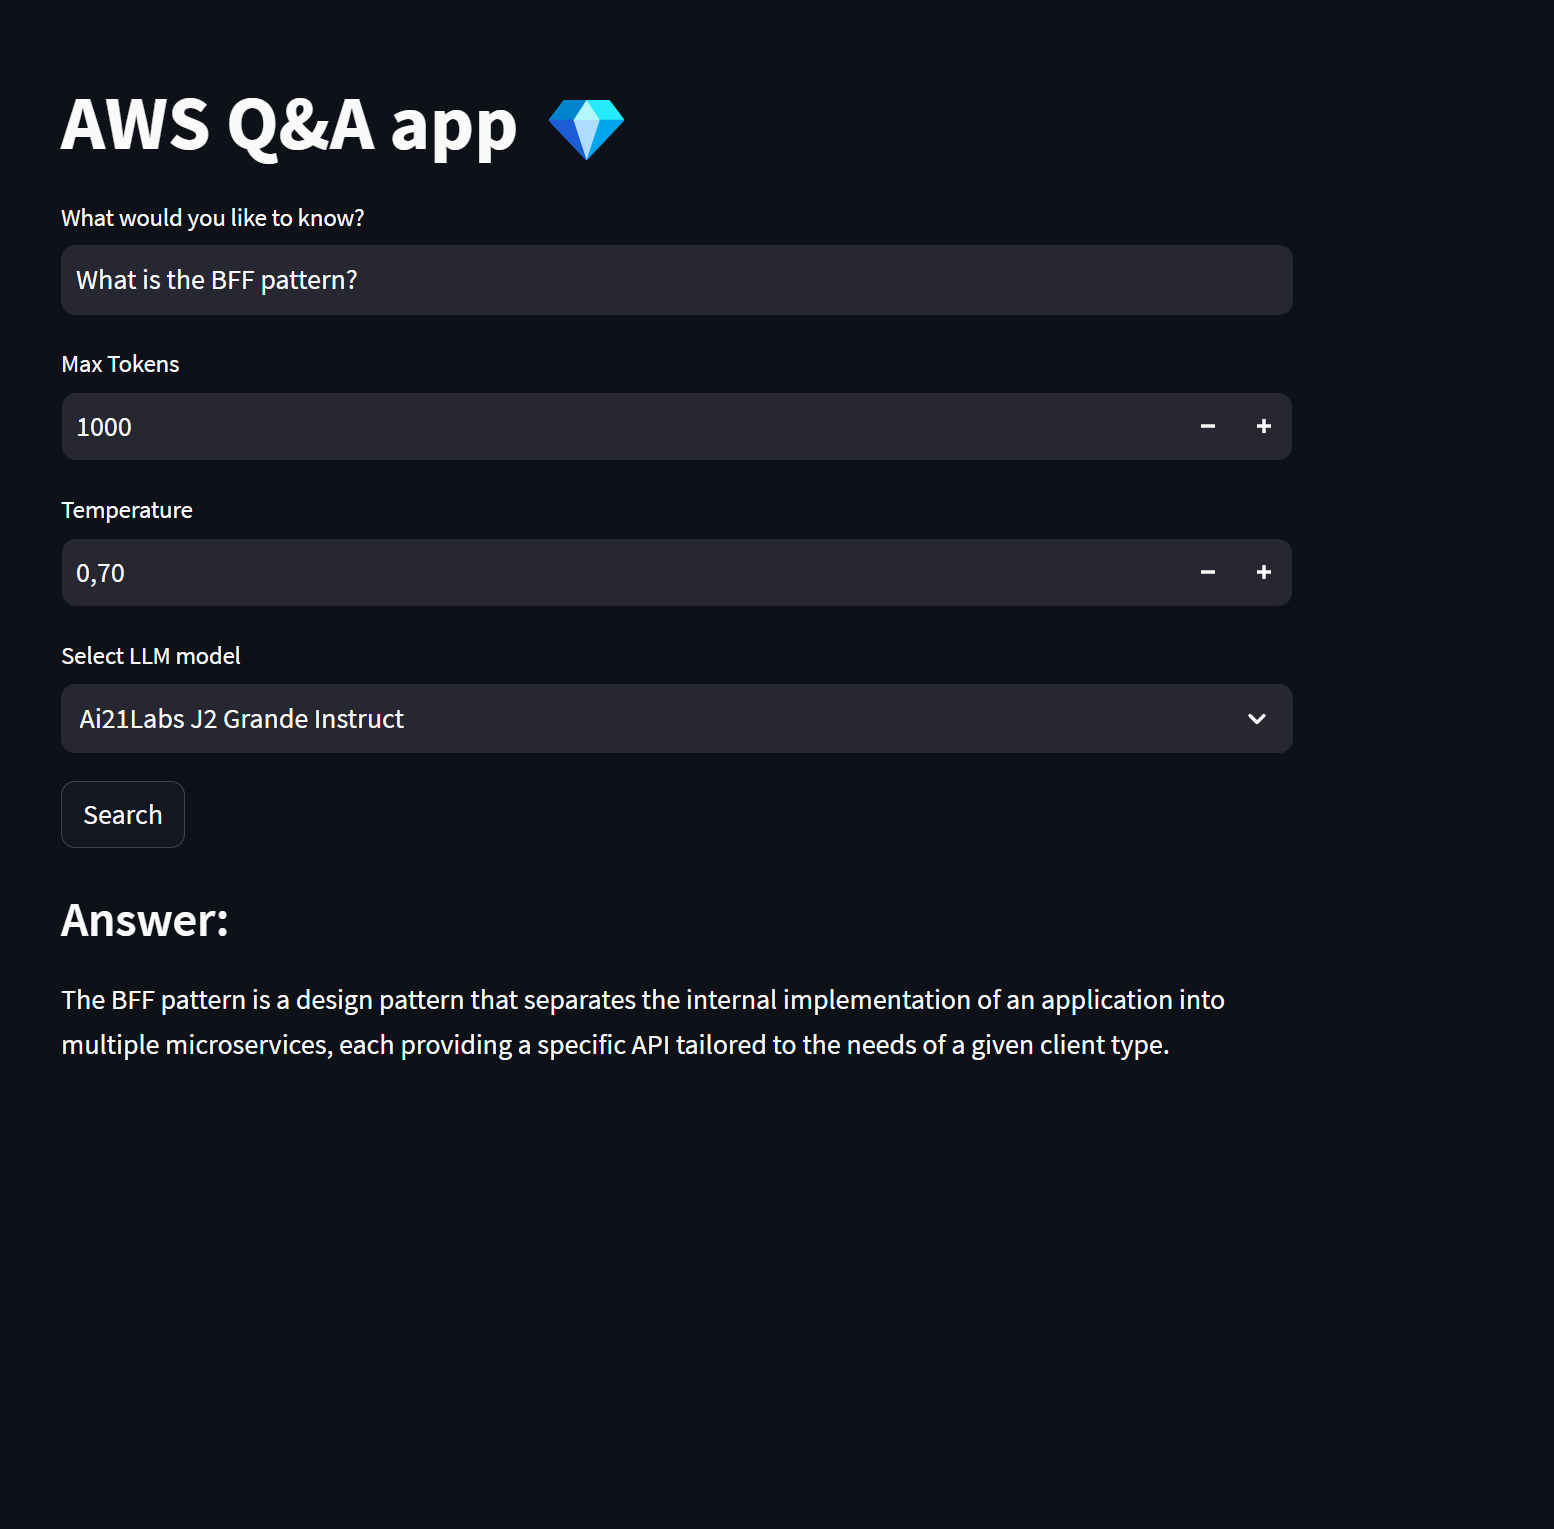 AWS Q&A app
What would you like to know?
What is the BFF pattern?
Max Tokens
1000
Temperature
0,70
Select LLM model
Ai21Labs J2 Grande Instruct
Search
Answer:
The BFF pattern is a design pattern that separates the internal implementation of an application into
multiple microservices, each providing a specific API tailored to the needs of a given client type.